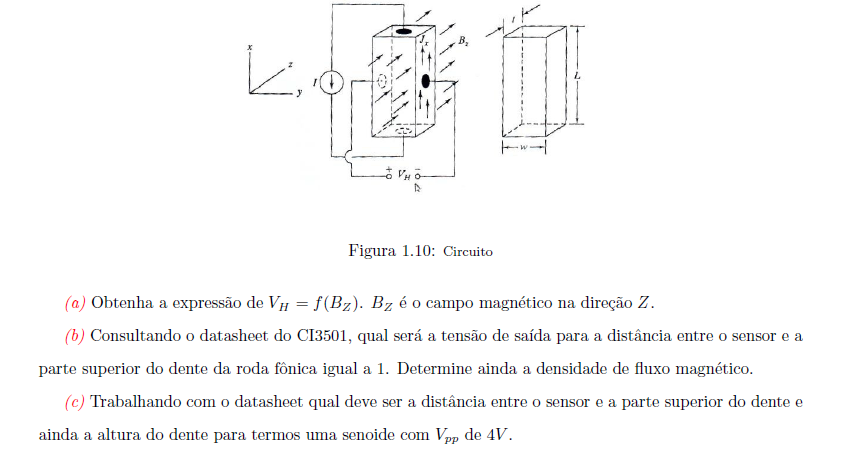 x
z
y
I
J_x
B_z
t
L
w
+ V_H −
Figura 1.10: Circuito
(a) Obtenha a expressão de V_H = f(B_Z). B_Z é o campo magnético na direção Z.
(b) Consultando o datasheet do CI3501, qual será a tensão de saída para a distância entre o sensor e a
parte superior do dente da roda fônica igual a 1. Determine ainda a densidade de fluxo magnético.
(c) Trabalhando com o datasheet qual deve ser a distância entre o sensor e a parte superior do dente e
ainda a altura do dente para termos uma senoide com V_pp de 4V.